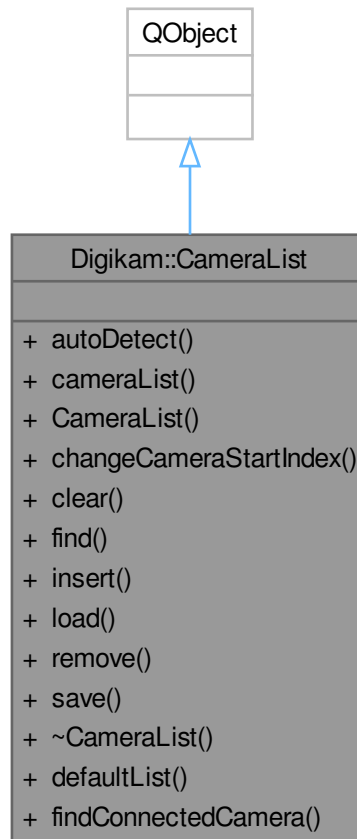 QObject
Digikam::CameraList
+ autoDetect()
+ cameraList()
+ CameraList()
+ changeCameraStartIndex()
+ clear()
+ find()
+ insert()
+ load()
+ remove()
+ save()
+ ~CameraList()
+ defaultList()
+ findConnectedCamera()